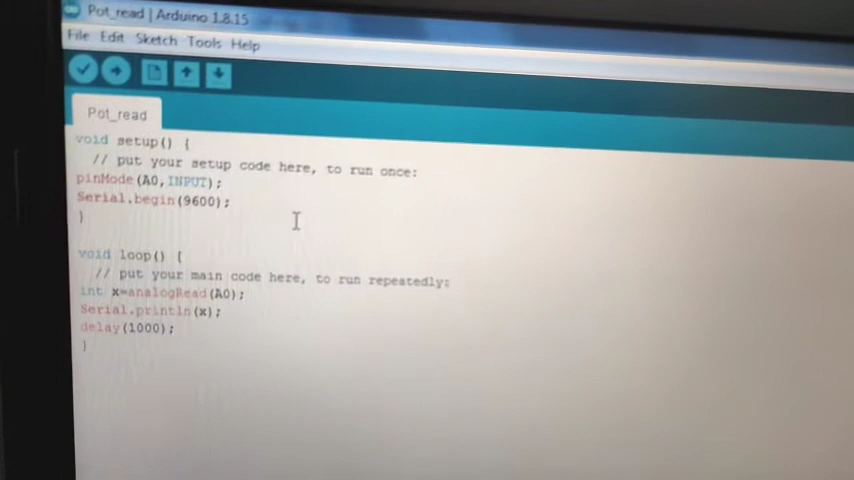 Pot_read | Arduino 1.8.15
File Edit Sketch Tools Help
Pot_read
void setup() {
// put your setup code here, to run once:
pinMode(A0,INPUT);
Serial.begin(9600);
}
void loop() {
// put your main code here, to run repeatedly:
int x=analogRead(A0);
Serial.println(x);
delay(1000);
}